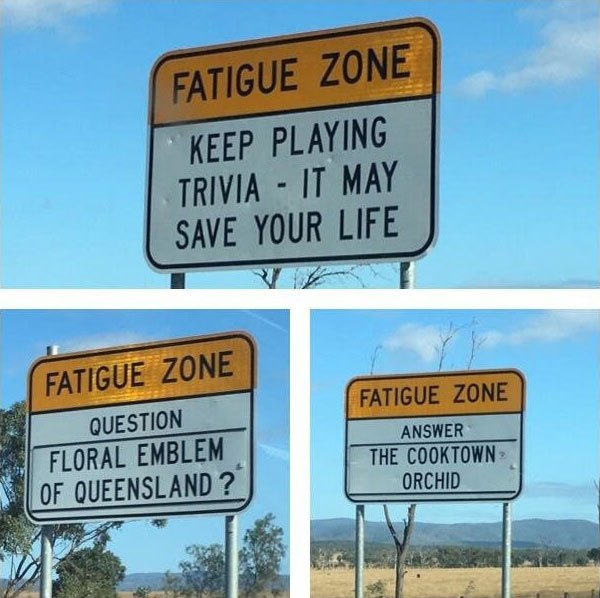 FATIGUE ZONE
KEEP PLAYING
TRIVIA - IT MAY
SAVE YOUR LIFE
FATIGUE ZONE
QUESTION
FLORAL EMBLEM
OF QUEENSLAND?
FATIGUE ZONE
ANSWER
THE COOKTOWN
ORCHID